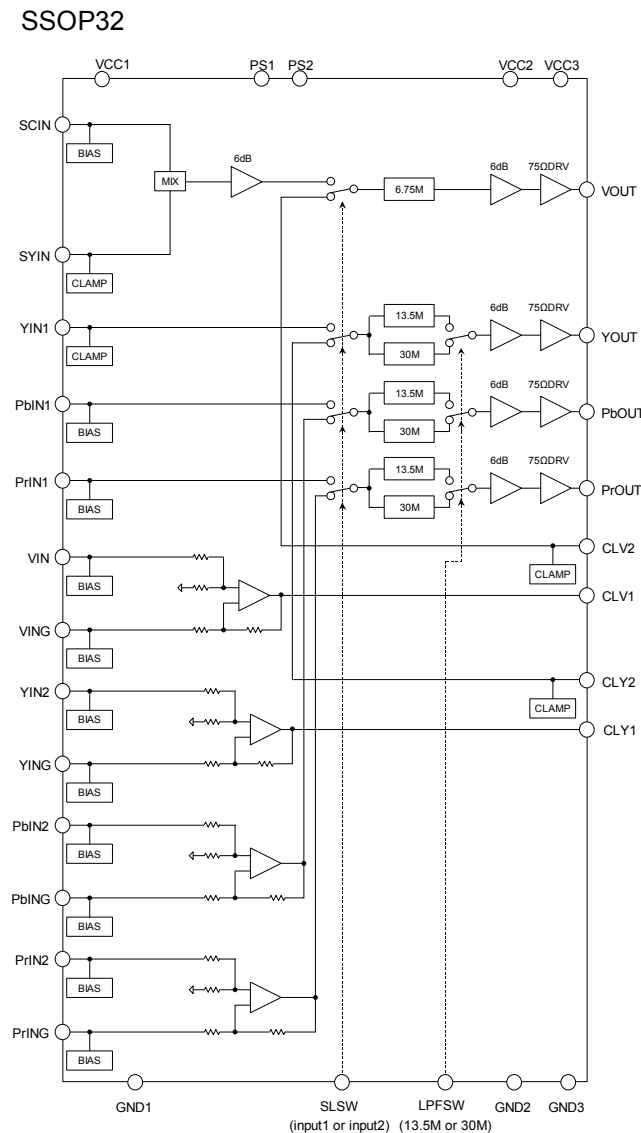 SSOP32
VCC1 PS1 PS2 VCC2 VCC3
SCIN
BIAS
6dB 6dB 75ΩDRV
MIX 6.75M VOUT
SYIN
CLAMP
YIN1 13.5M 6dB 75ΩDRV YOUT
CLAMP 30M
PbIN1 13.5M 6dB 75ΩDRV PbOUT
BIAS 30M
PrIN1 13.5M 6dB 75ΩDRV PrOUT
BIAS 30M
VIN CLV2
BIAS CLAMP
CLV1
VING
BIAS
YIN2 CLY2
BIAS CLAMP
CLY1
YING
BIAS
PbIN2
BIAS
PbING
BIAS
PrIN2
BIAS
PrING
BIAS
GND1 SLSW LPFSW GND2 GND3
(input1 or input2) (13.5M or 30M)